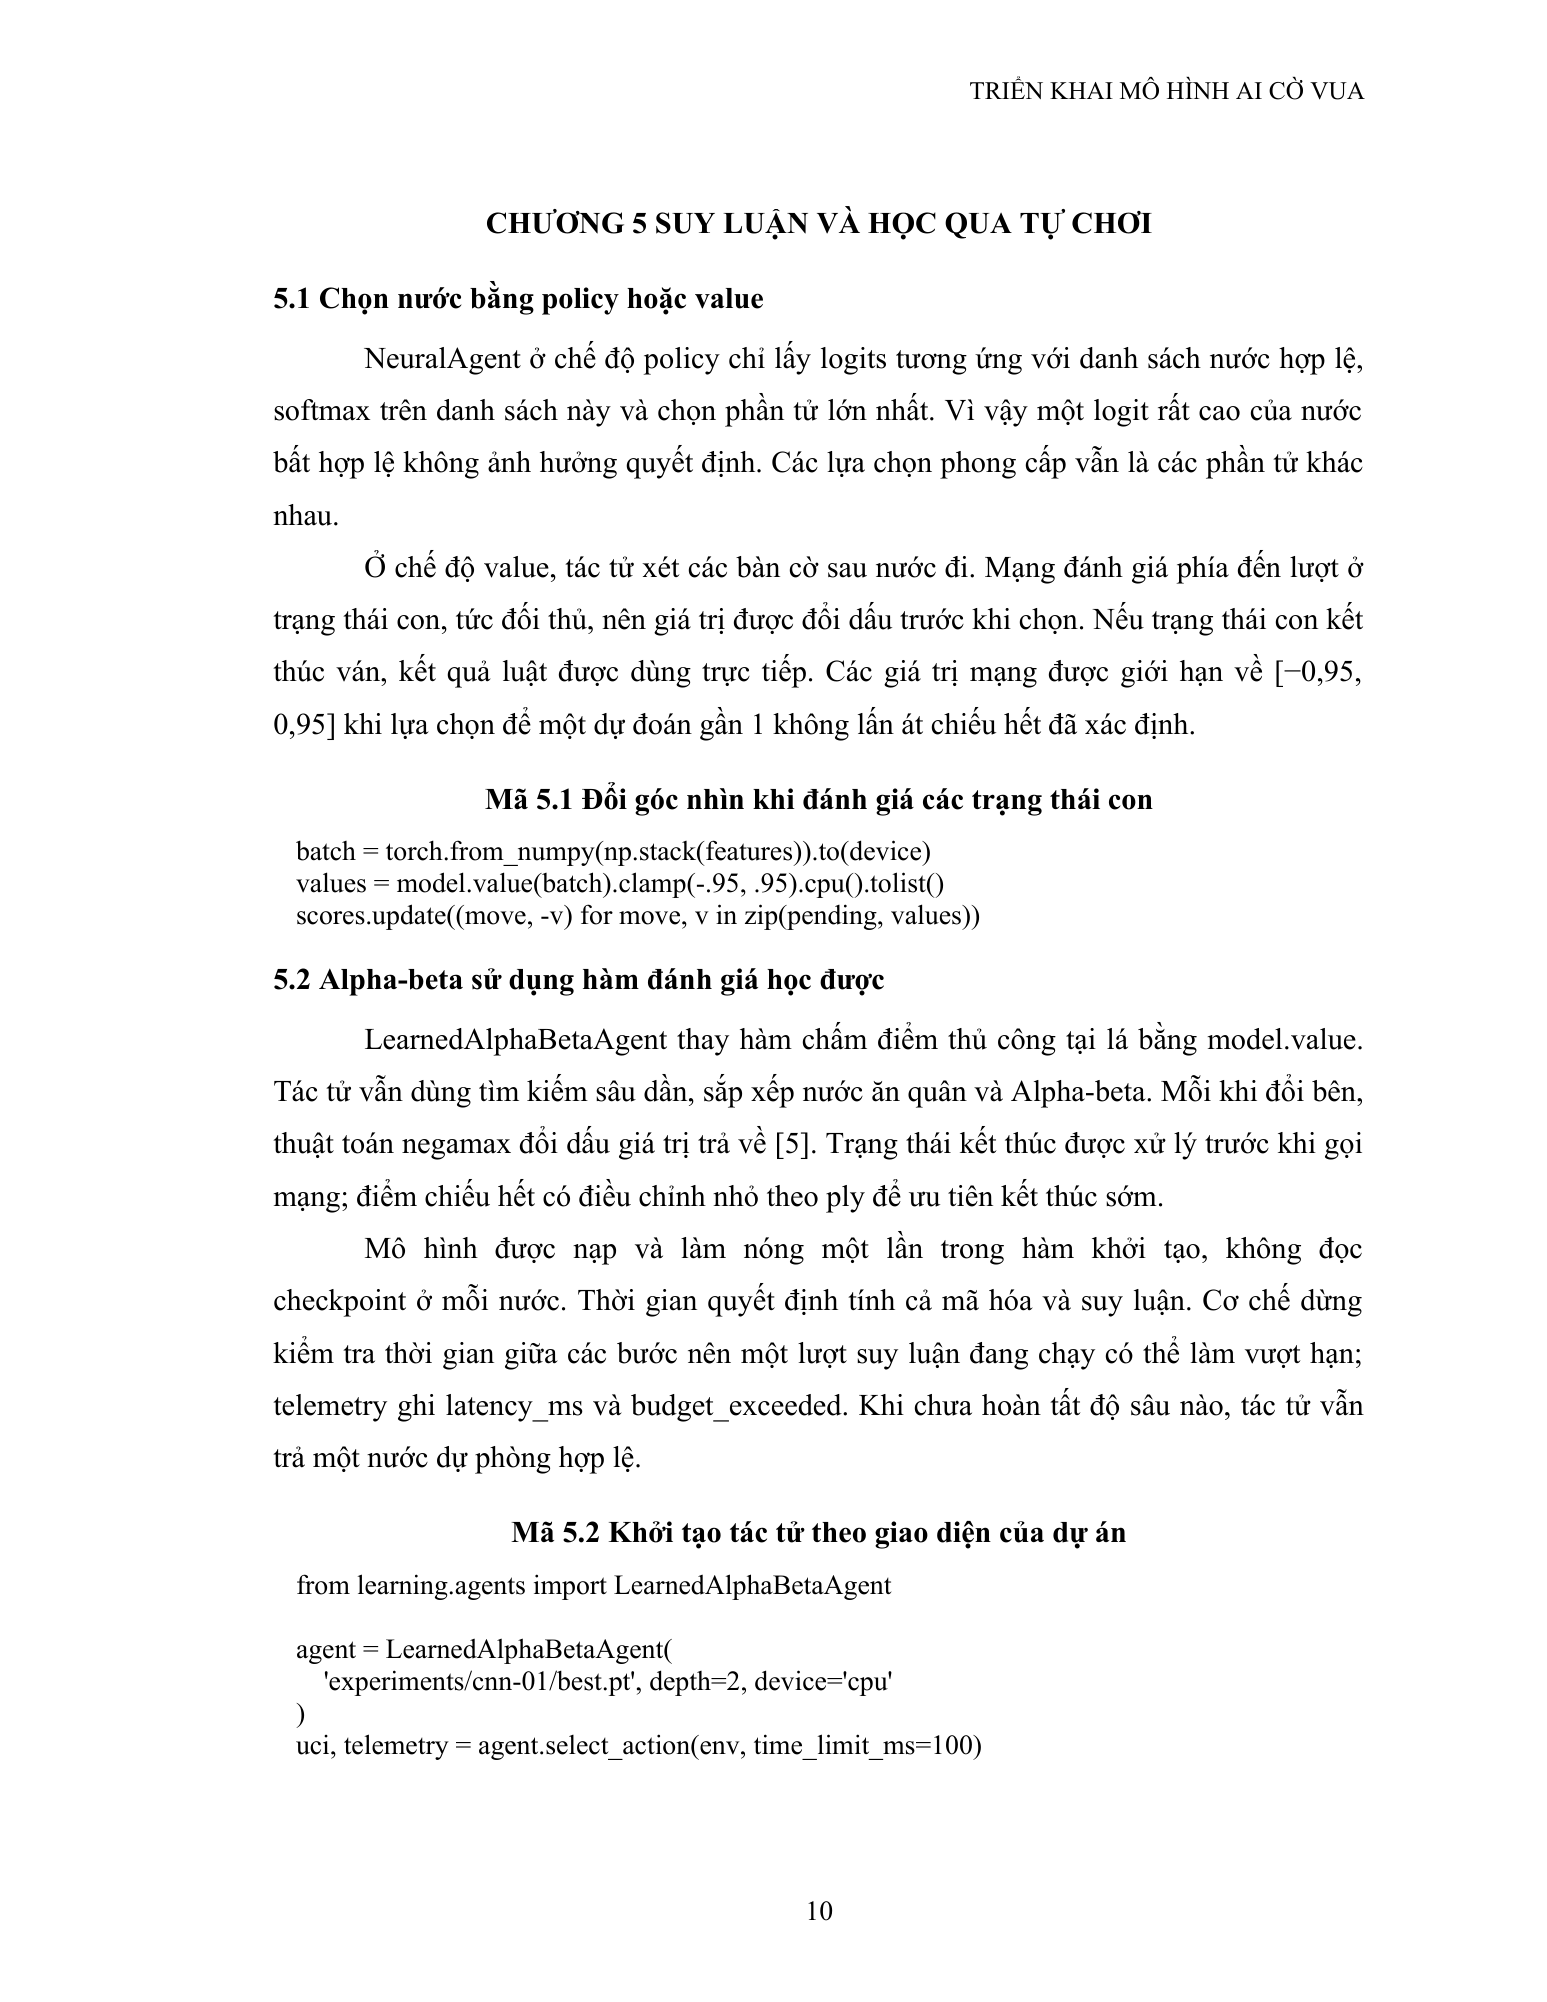 TRIỂN KHAI MÔ HÌNH AI CỜ VUA
CHƯƠNG 5 SUY LUẬN VÀ HỌC QUA TỰ CHƠI
5.1 Chọn nước bằng policy hoặc value
NeuralAgent ở chế độ policy chỉ lấy logits tương ứng với danh sách nước hợp lệ,
softmax trên danh sách này và chọn phần tử lớn nhất. Vì vậy một logit rất cao của nước
bất hợp lệ không ảnh hưởng quyết định. Các lựa chọn phong cấp vẫn là các phần tử khác
nhau.
Ở chế độ value, tác tử xét các bàn cờ sau nước đi. Mạng đánh giá phía đến lượt ở
trạng thái con, tức đối thủ, nên giá trị được đổi dấu trước khi chọn. Nếu trạng thái con kết
thúc ván, kết quả luật được dùng trực tiếp. Các giá trị mạng được giới hạn về [−0,95,
0,95] khi lựa chọn để một dự đoán gần 1 không lấn át chiếu hết đã xác định.
Mã 5.1 Đổi góc nhìn khi đánh giá các trạng thái con
batch = torch.from_numpy(np.stack(features)).to(device)
values = model.value(batch).clamp(-.95, .95).cpu().tolist()
scores.update((move, -v) for move, v in zip(pending, values))
5.2 Alpha-beta sử dụng hàm đánh giá học được
LearnedAlphaBetaAgent thay hàm chấm điểm thủ công tại lá bằng model.value.
Tác tử vẫn dùng tìm kiếm sâu dần, sắp xếp nước ăn quân và Alpha-beta. Mỗi khi đổi bên,
thuật toán negamax đổi dấu giá trị trả về [5]. Trạng thái kết thúc được xử lý trước khi gọi
mạng; điểm chiếu hết có điều chỉnh nhỏ theo ply để ưu tiên kết thúc sớm.
Mô hình được nạp và làm nóng một lần trong hàm khởi tạo, không đọc
checkpoint ở mỗi nước. Thời gian quyết định tính cả mã hóa và suy luận. Cơ chế dừng
kiểm tra thời gian giữa các bước nên một lượt suy luận đang chạy có thể làm vượt hạn;
telemetry ghi latency_ms và budget_exceeded. Khi chưa hoàn tất độ sâu nào, tác tử vẫn
trả một nước dự phòng hợp lệ.
Mã 5.2 Khởi tạo tác tử theo giao diện của dự án
from learning.agents import LearnedAlphaBetaAgent
agent = LearnedAlphaBetaAgent(
'experiments/cnn-01/best.pt', depth=2, device='cpu'
)
uci, telemetry = agent.select_action(env, time_limit_ms=100)
10